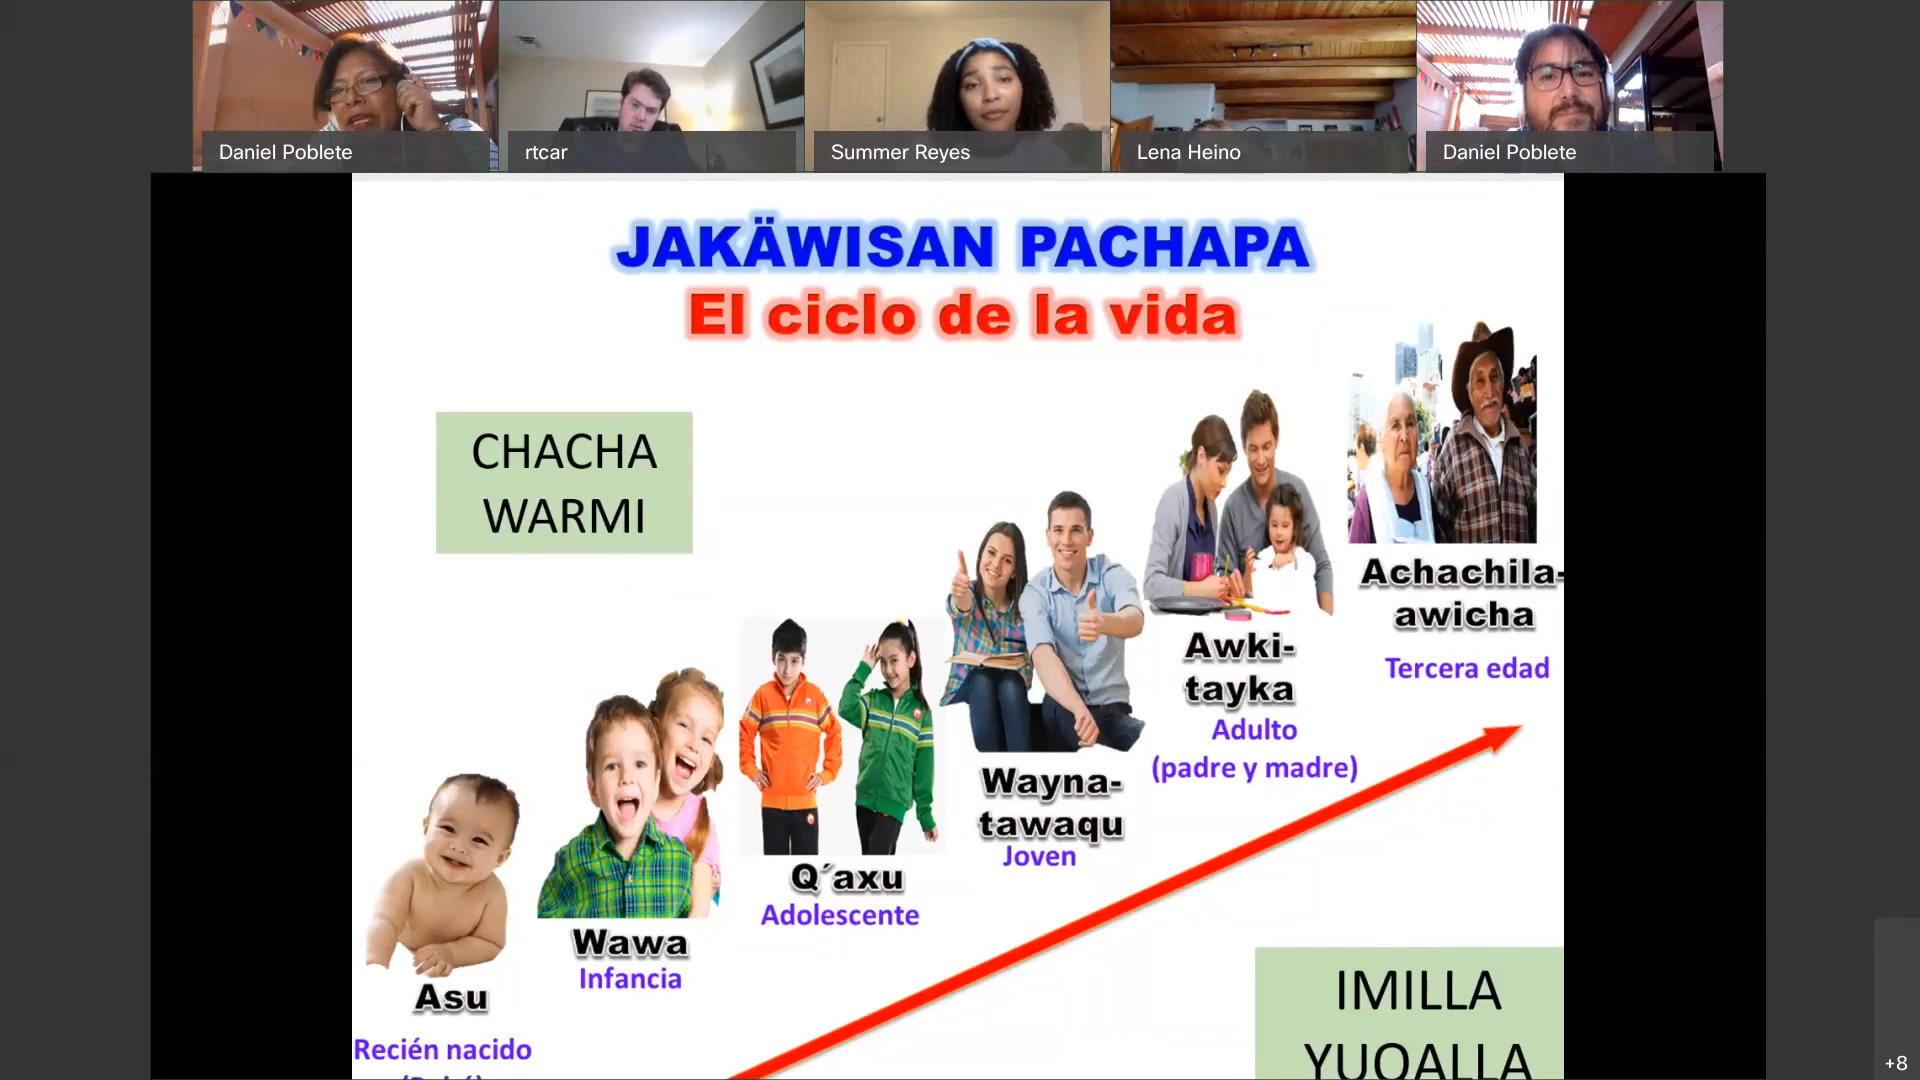 Daniel Poblete
rtcar
Summer Reyes
Lena Heino
Daniel Poblete
JAKÄWISAN PACHAPA
El ciclo de la vida
CHACHA
WARMI
Achachila-
awicha
Tercera edad
Awki-
tayka
Adulto
(padre y madre)
Wayna-
tawaqu
Joven
Q´axu
Adolescente
Wawa
Infancia
Asu
Recién nacido
IMILLA
YUQALLA
+8